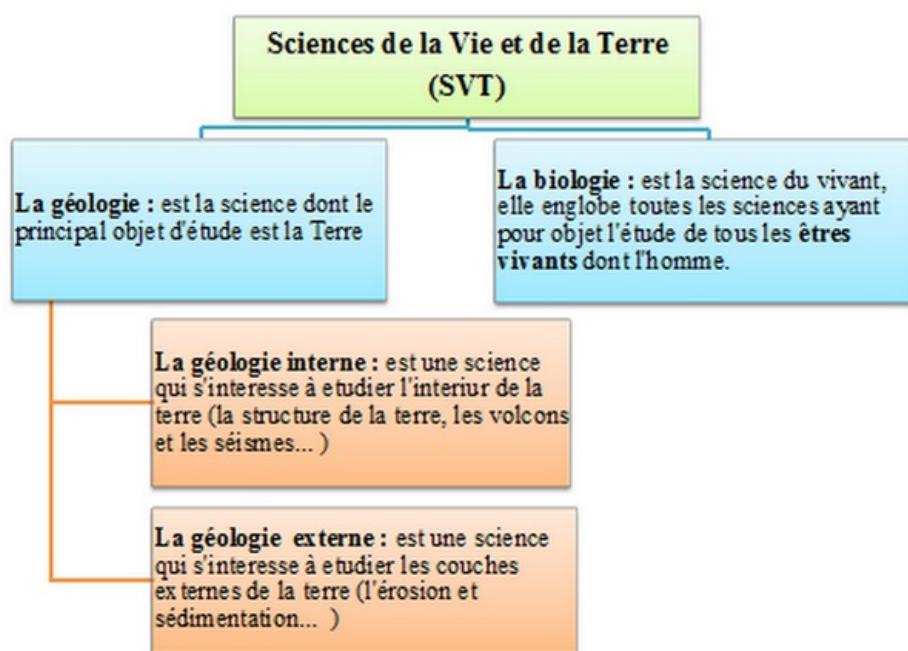 Sciences de la Vie et de la Terre
(SVT)
La géologie : est la science dont le
principal objet d'étude est la Terre
La biologie : est la science du vivant,
elle englobe toutes les sciences ayant
pour objet l'étude de tous les êtres
vivants dont l'homme.
La géologie interne : est une science
qui s'interesse à etudier l'interiur de la
terre (la structure de la terre, les volcons
et les séismes... )
La géologie externe : est une science
qui s'interesse à etudier les couches
externes de la terre (l'érosion et
sédimentation... )